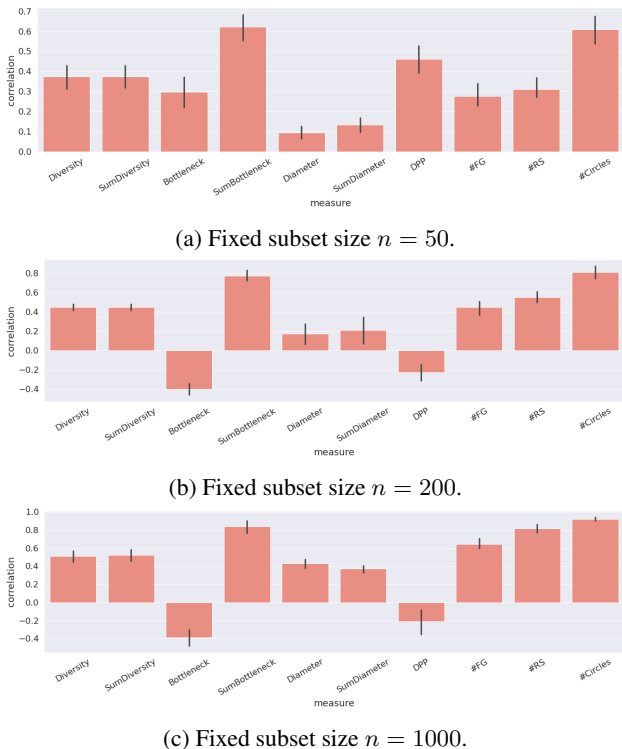 0.7
0.6
0.5
0.4
0.3
0.2
0.1
0.0
correlation
Diversity
SumDiversity
Bottleneck
SumBottleneck
Diameter
SumDiameter
DPP
#FG
#RS
#Circles
measure
(a) Fixed subset size n = 50.
0.8
0.6
0.4
0.2
0.0
−0.2
−0.4
correlation
Diversity
SumDiversity
Bottleneck
SumBottleneck
Diameter
SumDiameter
DPP
#FG
#RS
#Circles
measure
(b) Fixed subset size n = 200.
1.0
0.8
0.6
0.4
0.2
0.0
−0.2
−0.4
correlation
Diversity
SumDiversity
Bottleneck
SumBottleneck
Diameter
SumDiameter
DPP
#FG
#RS
#Circles
measure
(c) Fixed subset size n = 1000.